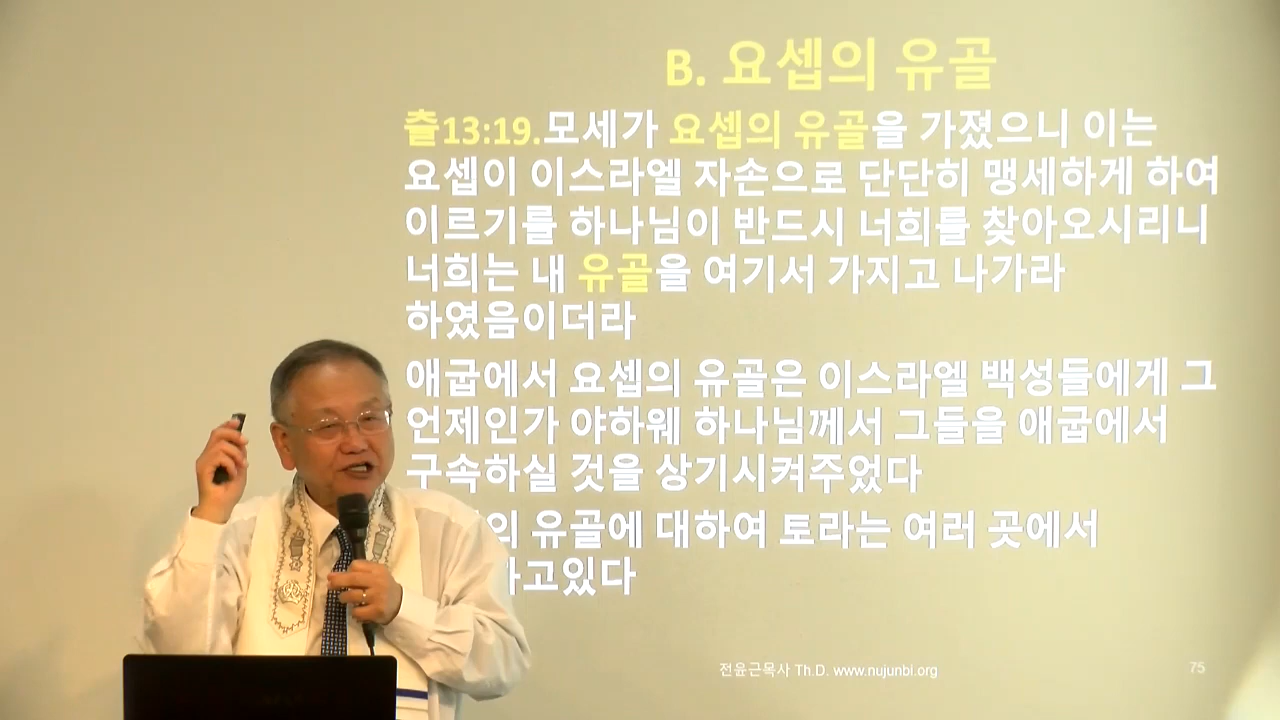 B. 요셉의 유골
출13:19.모세가 요셉의 유골을 가졌으니 이는
요셉이 이스라엘 자손으로 단단히 맹세하게 하여
이르기를 하나님이 반드시 너희를 찾아오시리니
너희는 내 유골을 여기서 가지고 나가라
하였음이더라
애굽에서 요셉의 유골은 이스라엘 백성들에게 그
언제인가 야하웨 하나님께서 그들을 애굽에서
구속하실 것을 상기시켜주었다
유골에 대하여 토라는 여러 곳에서
전윤근목사 Th.D. www.nujunbl.org 75